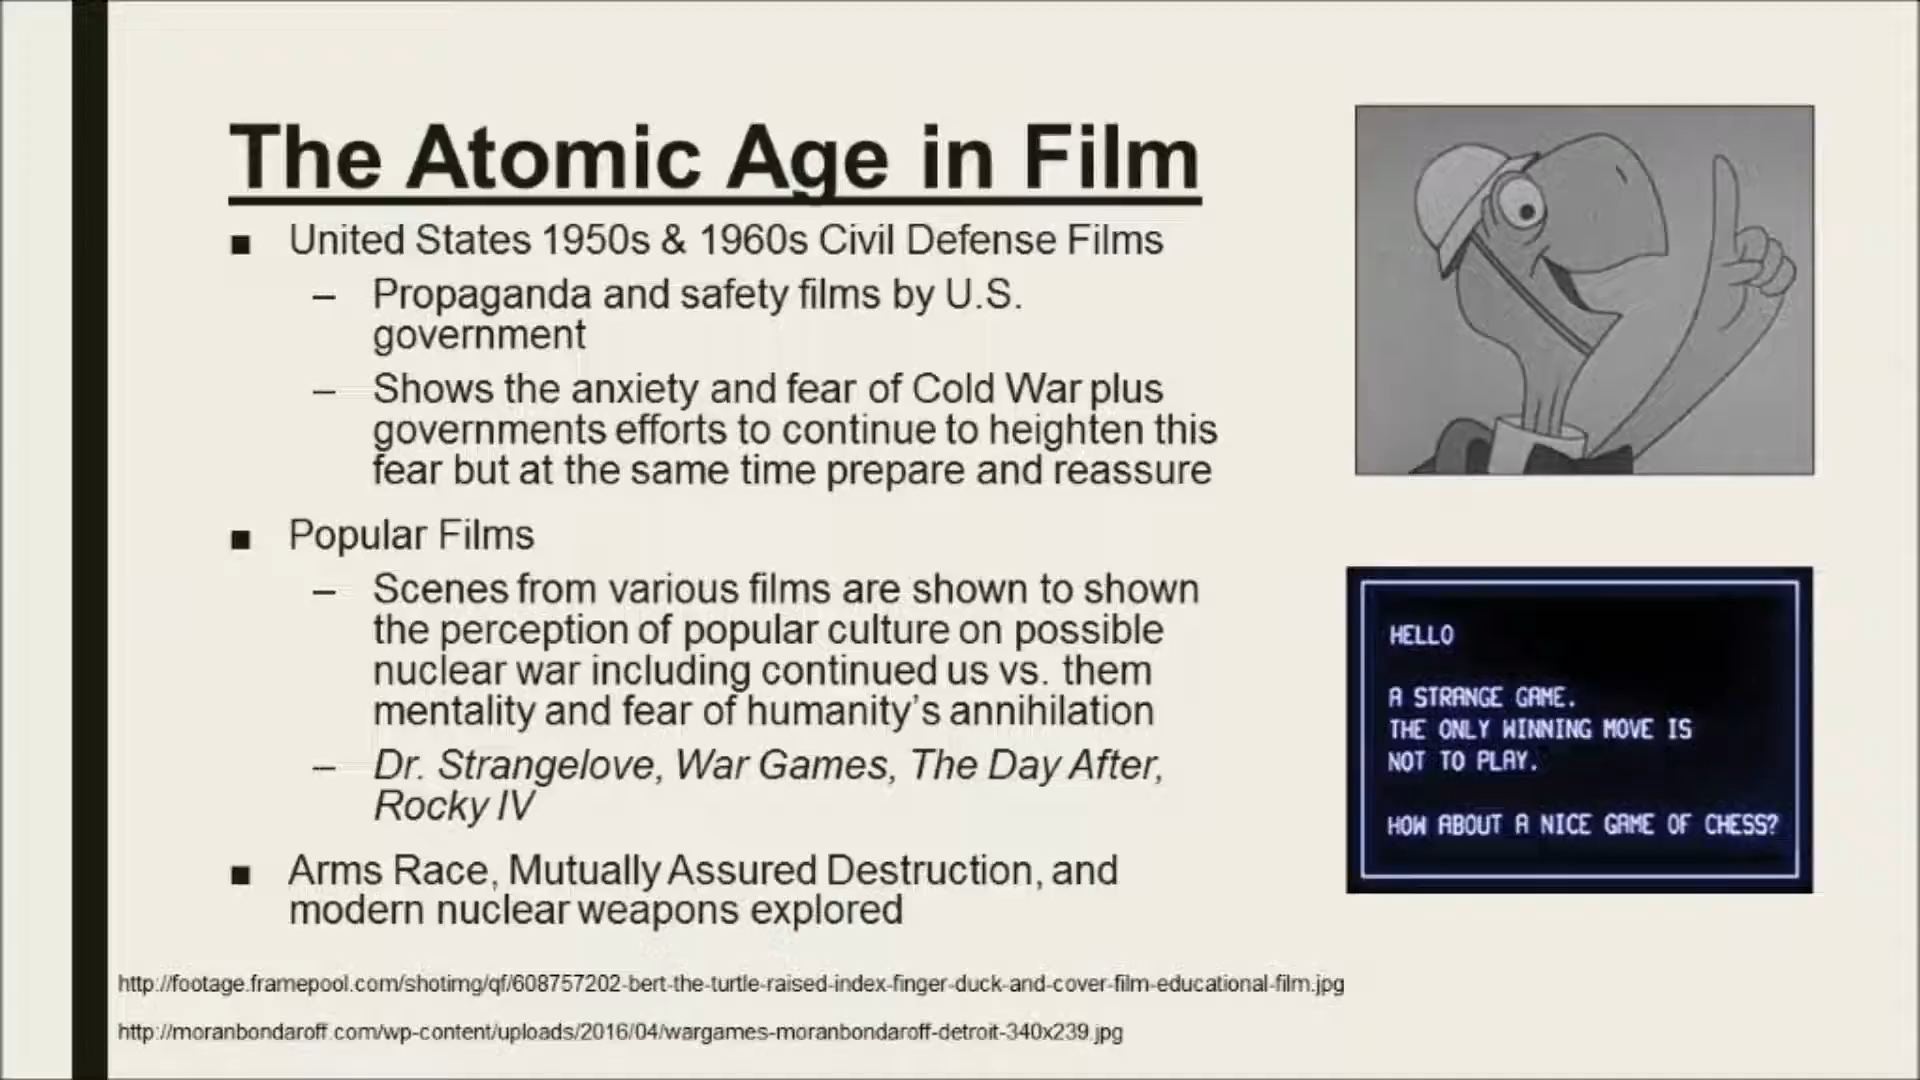 The Atomic Age in Film
■ United States 1950s & 1960s Civil Defense Films
– Propaganda and safety films by U.S.
government
– Shows the anxiety and fear of Cold War plus
governments efforts to continue to heighten this
fear but at the same time prepare and reassure
■ Popular Films
– Scenes from various films are shown to shown
the perception of popular culture on possible
nuclear war including continued us vs. them
mentality and fear of humanity’s annihilation
– Dr. Strangelove, War Games, The Day After,
Rocky IV
■ Arms Race, Mutually Assured Destruction, and
modern nuclear weapons explored
HELLO
A STRANGE GAME.
THE ONLY WINNING MOVE IS
NOT TO PLAY.
HOW ABOUT A NICE GAME OF CHESS?
http://footage.framepool.com/shotimg/qf/608757202-bert-the-turtle-raised-index-finger-duck-and-cover-film-educational-film.jpg
http://moranbondaroff.com/wp-content/uploads/2016/04/wargames-moranbondaroff-detroit-340x239.jpg